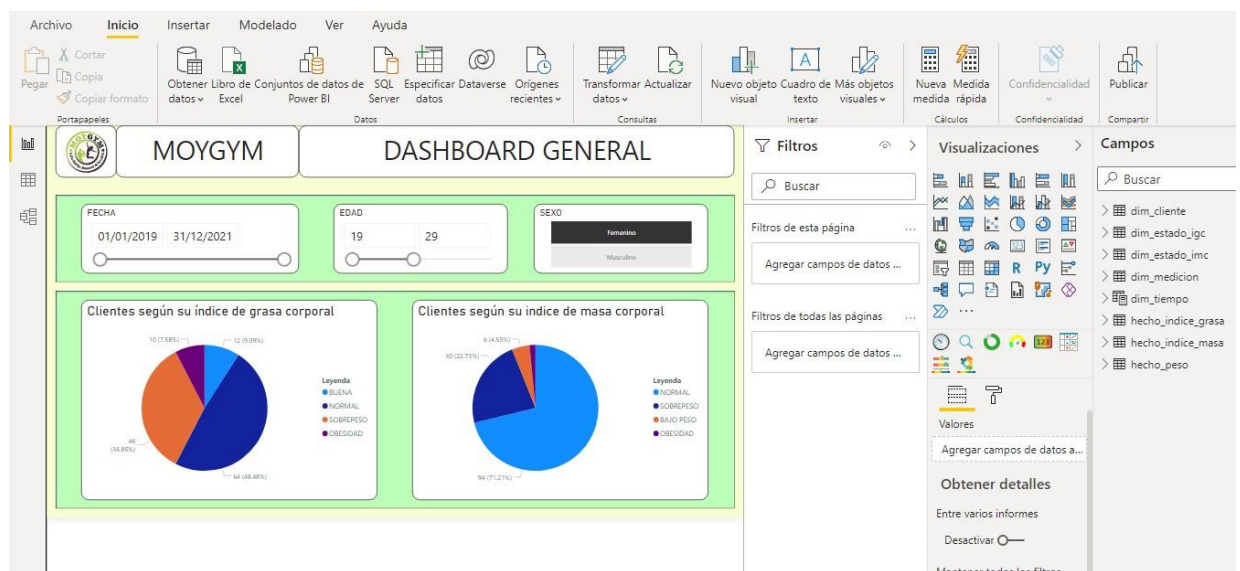 Archivo Inicio Insertar Modelado Ver Ayuda
Pegar
Cortar
Copia
Copiar formato
Portapapeles
Obtener datos
Libro de Excel
Conjuntos de datos de Power BI
SQL Server
Especificar datos
Dataverse
Orígenes recientes
Datos
Transformar datos
Actualizar
Consultas
Nuevo objeto visual
Cuadro de texto
Más objetos visuales
Insertar
Nueva medida
Medida rápida
Cálculos
Confidencialidad
Confidencialidad
Publicar
Compartir
MOYGYM
MOYGYM
DASHBOARD GENERAL
FECHA
01/01/2019 31/12/2021
EDAD
19 29
SEXO
Femenino
Masculino
Clientes según su índice de grasa corporal
10 (7.58%)
12 (9.09%)
46
(34.85%)
64 (48.48%)
Leyenda
BUENA
NORMAL
SOBREPESO
OBESIDAD
Clientes según su indice de masa corporal
6 (4.55%)
(22.73%)
94 (71.21%)
Leyenda
NORMAL
SOBREPESO
BAJO PESO
OBESIDAD
Filtros
Buscar
Filtros de esta página ...
Agregar campos de datos ...
Filtros de todas las páginas ...
Agregar campos de datos ...
Visualizaciones
123
R Py
...
123
Valores
Agregar campos de datos a...
Obtener detalles
Entre varios informes
Desactivar
Mantener todos los filtros
Campos
Buscar
dim_cliente
dim_estado_igc
dim_estado_imc
dim_medicion
dim_tiempo
hecho_indice_grasa
hecho_indice_masa
hecho_peso